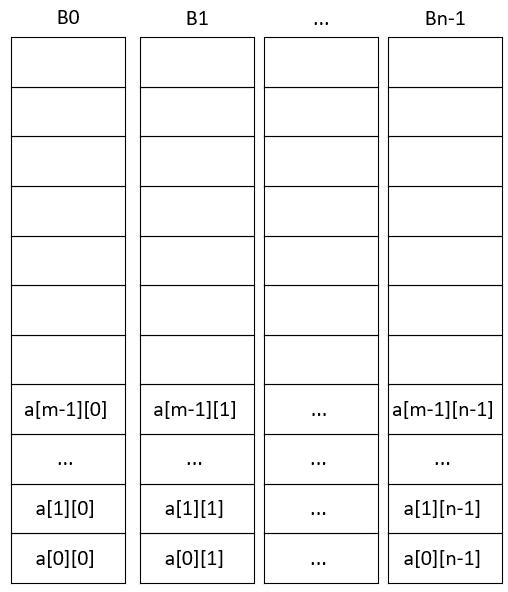 B0 B1 ... Bn-1
a[m-1][0] a[m-1][1] ... a[m-1][n-1]
... ... ... ...
a[1][0] a[1][1] ... a[1][n-1]
a[0][0] a[0][1] ... a[0][n-1]